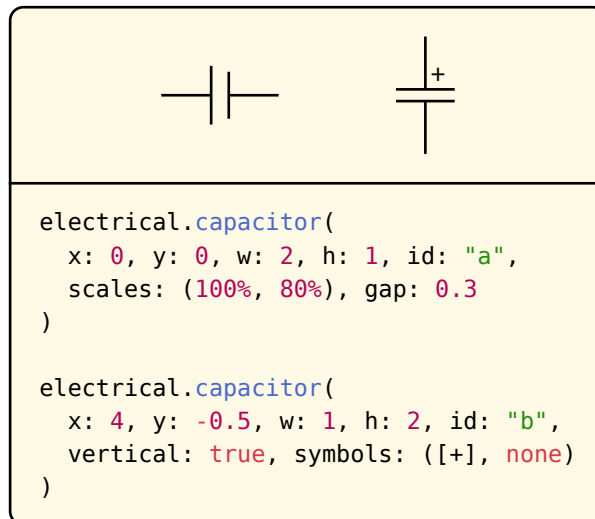 +
electrical.capacitor(
  x: 0, y: 0, w: 2, h: 1, id: "a",
  scales: (100%, 80%), gap: 0.3
)
electrical.capacitor(
  x: 4, y: -0.5, w: 1, h: 2, id: "b",
  vertical: true, symbols: ([+], none)
)